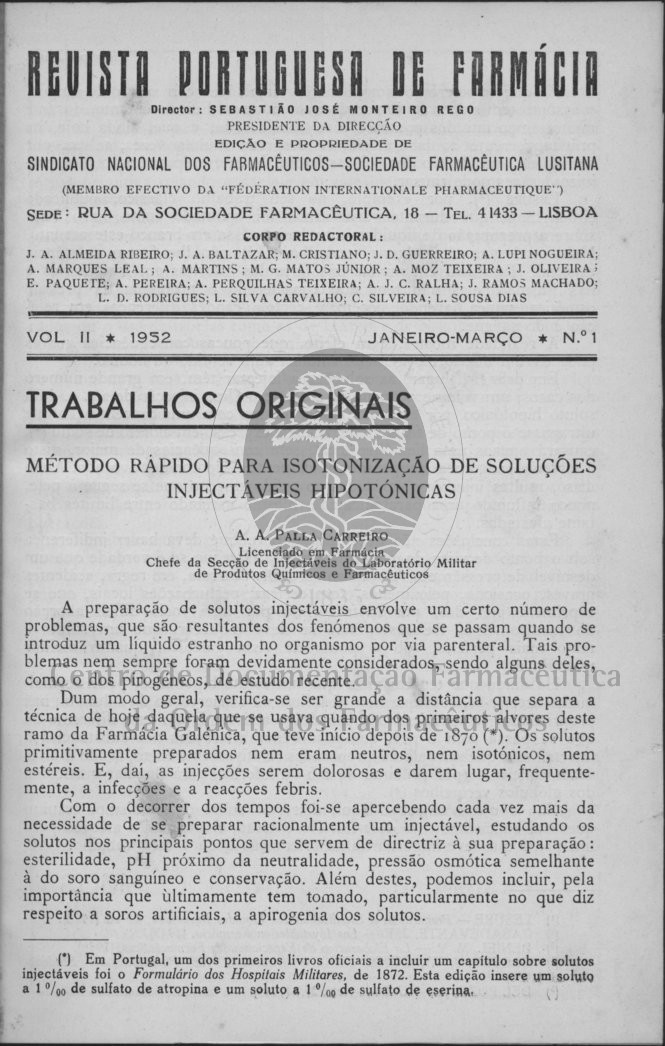 REVISTA PORTUGUESA DE FARMÁCIA
Director: SEBASTIÃO JOSÉ MONTEIRO REGO
PRESIDENTE DA DIRECÇÃO
EDIÇÃO E PROPRIEDADE DE
SINDICATO NACIONAL DOS FARMACÊUTICOS—SOCIEDADE FARMACÊUTICA LUSITANA
(MEMBRO EFECTIVO DA "FÉDÉRATION INTERNATIONALE PHARMACEUTIQUE")
SEDE: RUA DA SOCIEDADE FARMACÊUTICA, 18 — TEL. 41433 — LISBOA
CORPO REDACTORAL:
J. A. ALMEIDA RIBEIRO; J. A. BALTAZAR; M. CRISTIANO; J. D. GUERREIRO; A. LUPI NOGUEIRA;
A. MARQUES LEAL; A. MARTINS; M. G. MATOS JÚNIOR; A. MOZ TEIXEIRA; J. OLIVEIRA;
E. PAQUETE; A. PEREIRA; A. PERQUILHAS TEIXEIRA; A. J. C. RALHA; J. RAMOS MACHADO;
L. D. RODRIGUES; L. SILVA CARVALHO; C. SILVEIRA; L. SOUSA DIAS
VOL II * 1952 JANEIRO-MARÇO * N.º 1
TRABALHOS ORIGINAIS
MÉTODO RÁPIDO PARA ISOTONIZAÇÃO DE SOLUÇÕES
INJECTÁVEIS HIPOTÓNICAS
A. A. PALLA CARREIRO
Licenciado em Farmácia
Chefe da Secção de Injectáveis do Laboratório Militar
de Produtos Químicos e Farmacêuticos
1835
A preparação de solutos injectáveis envolve um certo número de
problemas, que são resultantes dos fenómenos que se passam quando se
introduz um líquido estranho no organismo por via parenteral. Tais pro-
blemas nem sempre foram devidamente considerados, sendo alguns deles,
como o dos pirogéneos, de estudo recente.
Centro de Documentação Farmacêutica
Dum modo geral, verifica-se ser grande a distância que separa a
técnica de hoje daquela que se usava quando dos primeiros alvores deste
da Ordem dos Farmacêuticos
ramo da Farmácia Galénica, que teve início depois de 1870 (*). Os solutos
primitivamente preparados nem eram neutros, nem isotónicos, nem
estéreis. E, daí, as injecções serem dolorosas e darem lugar, frequente-
mente, a infecções e a reacções febris.
Com o decorrer dos tempos foi-se apercebendo cada vez mais da
necessidade de se preparar racionalmente um injectável, estudando os
solutos nos principais pontos que servem de directriz à sua preparação:
esterilidade, pH próximo da neutralidade, pressão osmótica semelhante
à do soro sanguíneo e conservação. Além destes, podemos incluir, pela
importância que ùltimamente tem tomado, particularmente no que diz
respeito a soros artificiais, a apirogenia dos solutos.
(*) Em Portugal, um dos primeiros livros oficiais a incluir um capítulo sobre solutos
injectáveis foi o Formulário dos Hospitais Militares, de 1872. Esta edição insere um soluto
a 1 ⁰/₀₀ de sulfato de atropina e um soluto a 1 ⁰/₀₀ de sulfato de eserina.